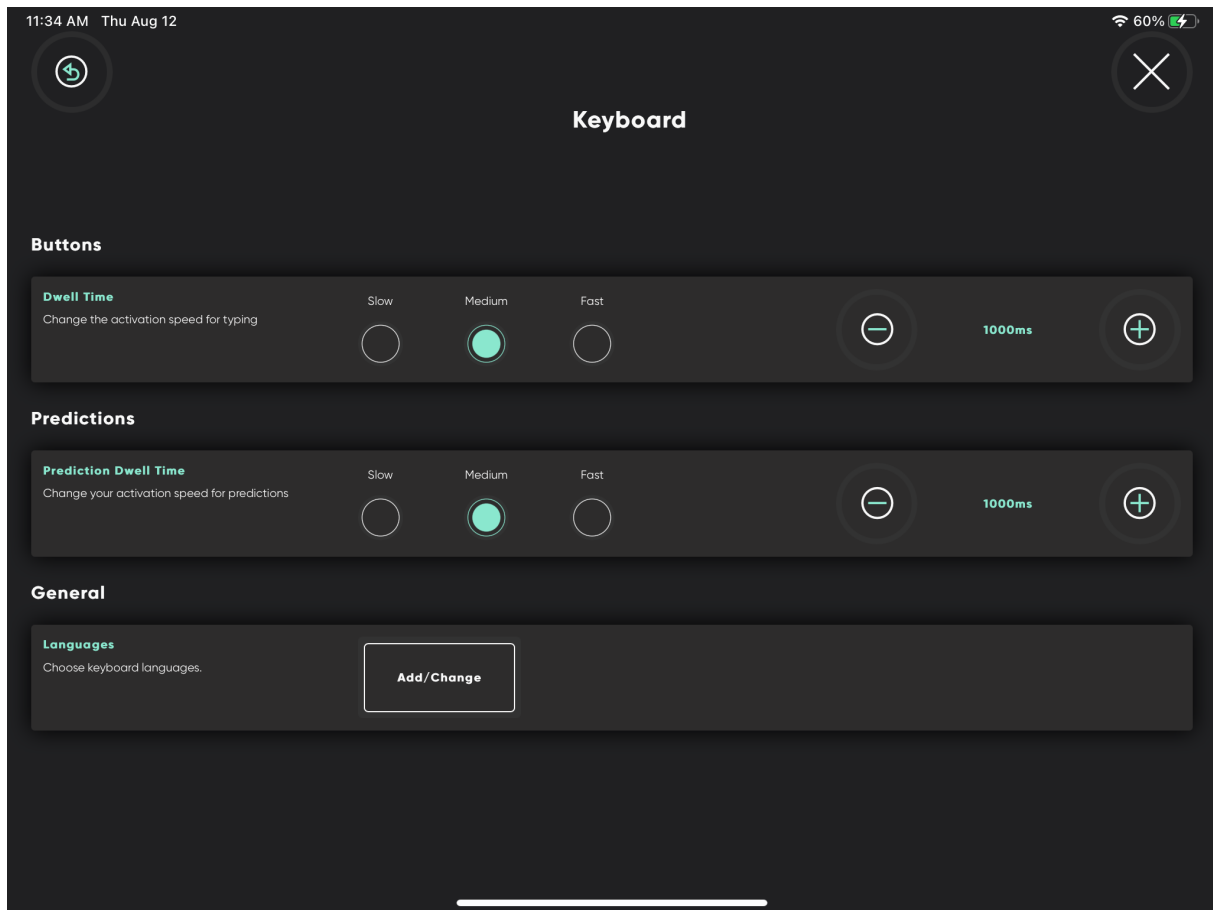 11:34 AM Thu Aug 12
60%
Keyboard
Buttons
Dwell Time
Change the activation speed for typing
Slow Medium Fast
1000ms
Predictions
Prediction Dwell Time
Change your activation speed for predictions
Slow Medium Fast
1000ms
General
Languages
Choose keyboard languages.
Add/Change